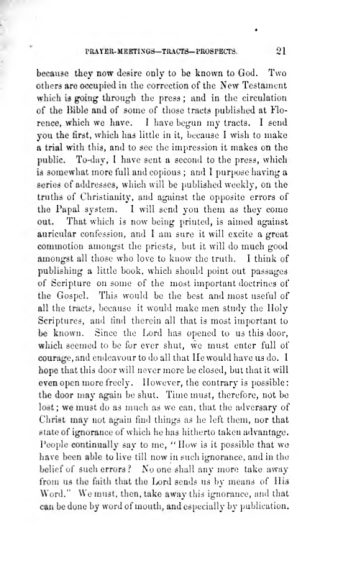 PRAYER-MEETINGS—TRACTS—PROSPECTS. 21
because they now desire only to be known to God. Two
others are occupied in the correction of the New Testament
which is going through the press; and in the circulation
of the Bible and of some of those tracts published at Flo-
rence, which we have. I have begun my tracts. I send
you the first, which has little in it, because I wish to make
a trial with this, and to see the impression it makes on the
public. To-day, I have sent a second to the press, which
is somewhat more full and copious; and I purpose having a
series of addresses, which will be published weekly, on the
truths of Christianity, and against the opposite errors of
the Papal system. I will send you them as they come
out. That which is now being printed, is aimed against
auricular confession, and I am sure it will excite a great
commotion amongst the priests, but it will do much good
amongst all those who love to know the truth. I think of
publishing a little book, which should point out passages
of Scripture on some of the most important doctrines of
the Gospel. This would be the best and most useful of
all the tracts, because it would make men study the Holy
Scriptures, and find therein all that is most important to
be known. Since the Lord has opened to us this door,
which seemed to be for ever shut, we must enter full of
courage, and endeavour to do all that He would have us do. I
hope that this door will never more be closed, but that it will
even open more freely. However, the contrary is possible:
the door may again be shut. Time must, therefore, not be
lost; we must do as much as we can, that the adversary of
Christ may not again find things as he left them, nor that
state of ignorance of which he has hitherto taken advantage.
People continually say to me, "How is it possible that we
have been able to live till now in such ignorance, and in the
belief of such errors? No one shall any more take away
from us the faith that the Lord sends us by means of His
Word." We must, then, take away this ignorance, and that
can be done by word of mouth, and especially by publication.